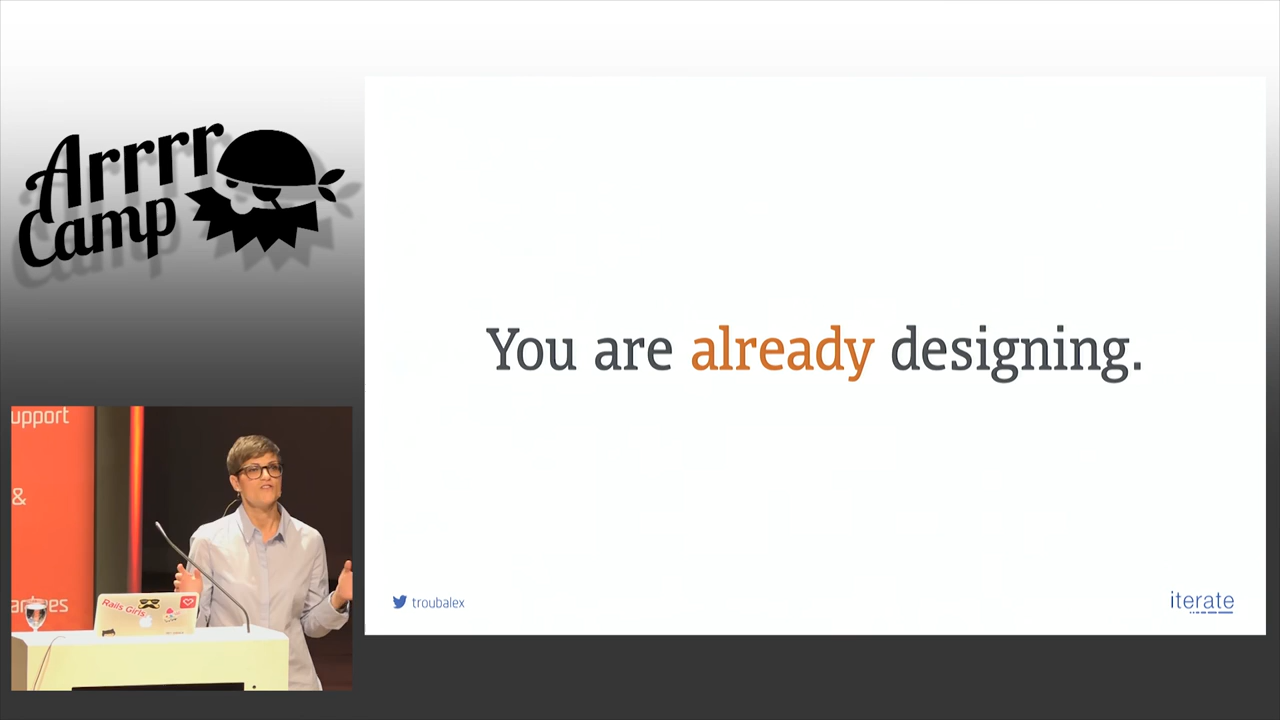 Arrrr
Camp
You are already designing.
troubalex
iterate
upport
&
Rails Girls